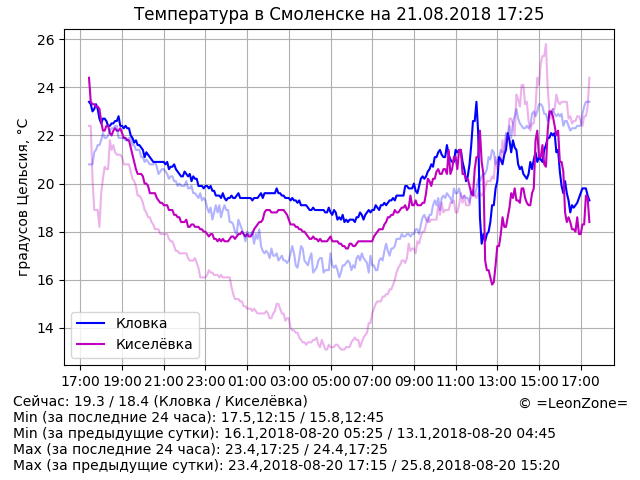 Температура в Смоленске на 21.08.2018 17:25
градусов Цельсия, °C
26
24
22
20
18
16
14
Кловка
Киселёвка
17:00 19:00 21:00 23:00 01:00 03:00 05:00 07:00 09:00 11:00 13:00 15:00 17:00
Сейчас: 19.3 / 18.4 (Кловка / Киселёвка)
© =LeonZone=
Min (за последние 24 часа): 17.5,12:15 / 15.8,12:45
Min (за предыдущие сутки): 16.1,2018-08-20 05:25 / 13.1,2018-08-20 04:45
Max (за последние 24 часа): 23.4,17:25 / 24.4,17:25
Max (за предыдущие сутки): 23.4,2018-08-20 17:15 / 25.8,2018-08-20 15:20